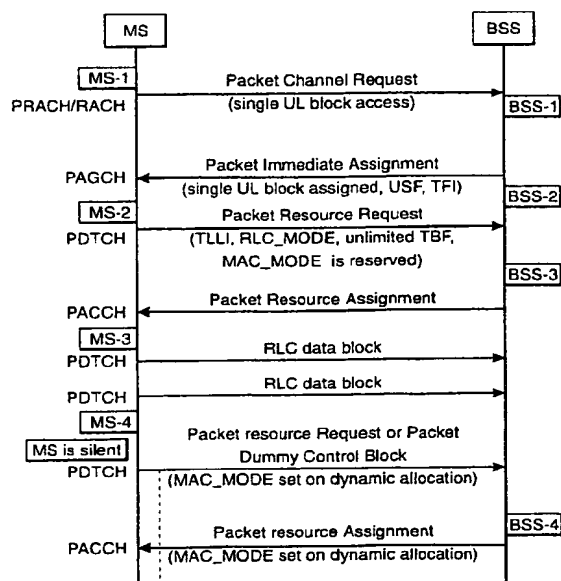 MS
BSS
MS-1
Packet Channel Request
PRACH/RACH
(single UL block access)
BSS-1
Packet Immediate Assignment
PAGCH
(single UL block assigned, USF, TFI)
BSS-2
MS-2
Packet Resource Request
PDTCH
(TLLI, RLC_MODE, unlimited TBF,
MAC_MODE is reserved)
BSS-3
Packet Resource Assignment
PACCH
MS-3
RLC data block
PDTCH
RLC data block
PDTCH
MS-4
Packet resource Request or Packet
MS is silent
Dummy Control Block
PDTCH
(MAC_MODE set on dynamic allocation)
BSS-4
Packet resource Assignment
PACCH
(MAC_MODE set on dynamic allocation)